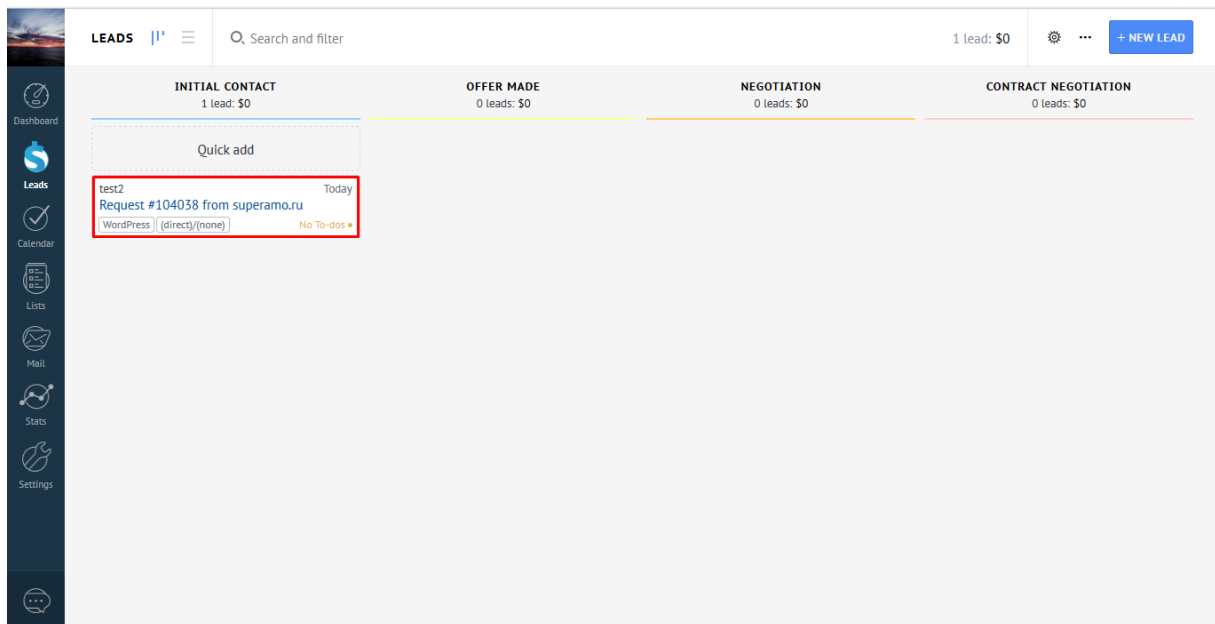 LEADS
Search and filter
1 lead: $0
+ NEW LEAD
Dashboard
Leads
Calendar
Lists
Mail
Stats
Settings
INITIAL CONTACT
1 lead: $0
OFFER MADE
0 leads: $0
NEGOTIATION
0 leads: $0
CONTRACT NEGOTIATION
0 leads: $0
Quick add
test2 Today
Request #104038 from superamo.ru
WordPress (direct)/(none) No To-dos